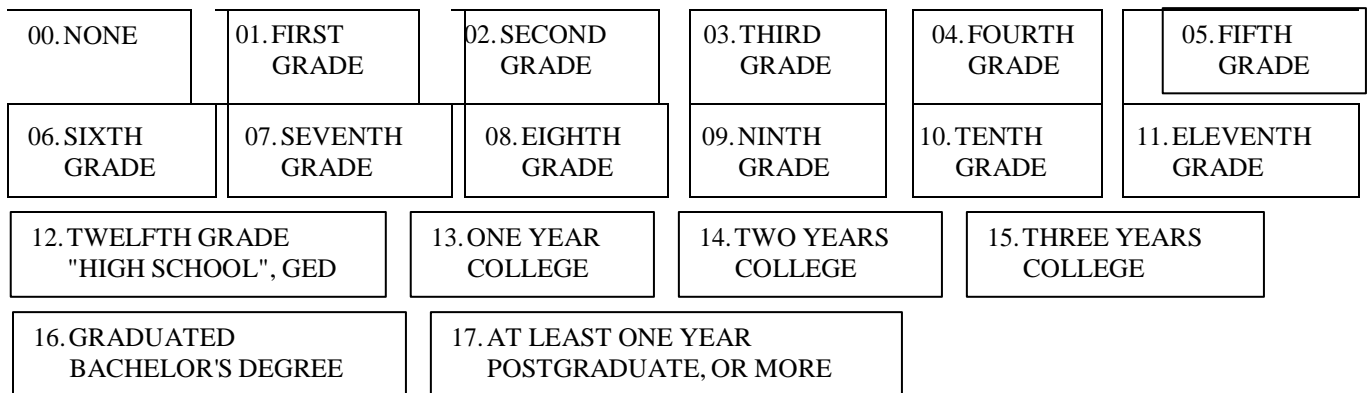 00. NONE 01. FIRST 02. SECOND 03. THIRD 04. FOURTH 05. FIFTH
GRADE GRADE GRADE GRADE GRADE
06. SIXTH 07. SEVENTH 08. EIGHTH 09. NINTH 10. TENTH 11. ELEVENTH
GRADE GRADE GRADE GRADE GRADE GRADE
12. TWELFTH GRADE 13. ONE YEAR 14. TWO YEARS 15. THREE YEARS
"HIGH SCHOOL", GED COLLEGE COLLEGE COLLEGE
16. GRADUATED 17. AT LEAST ONE YEAR
BACHELOR'S DEGREE POSTGRADUATE, OR MORE